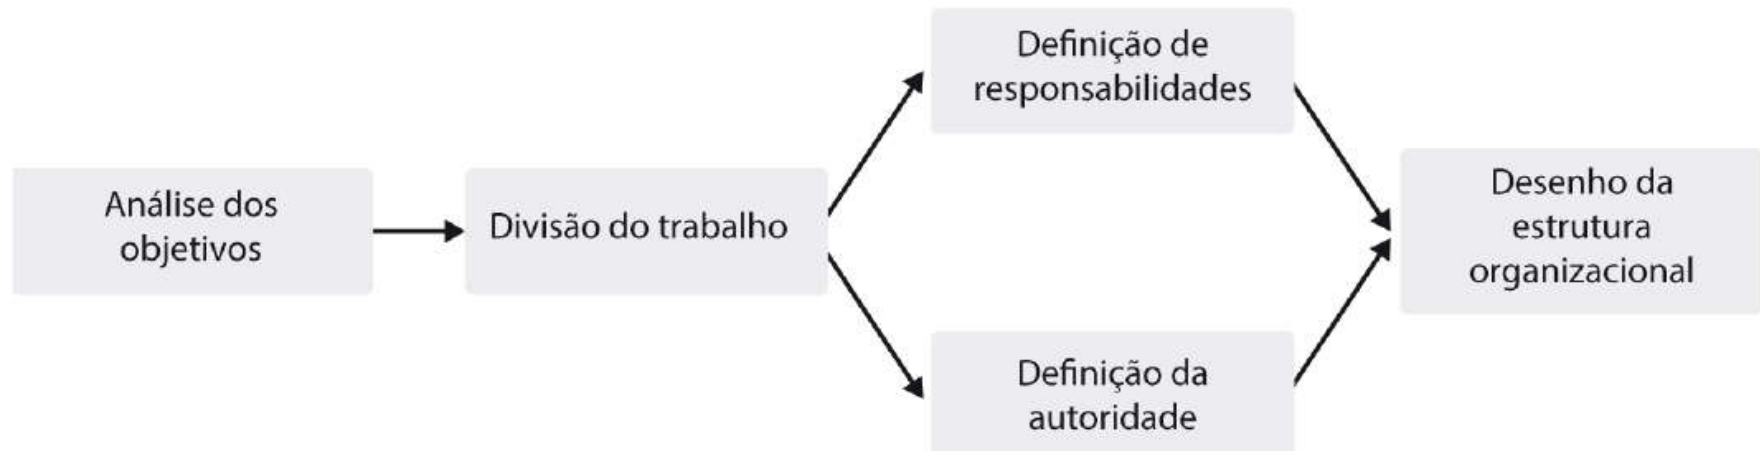 Análise dos
objetivos
Divisão do trabalho
Definição de
responsabilidades
Definição da
autoridade
Desenho da
estrutura
organizacional